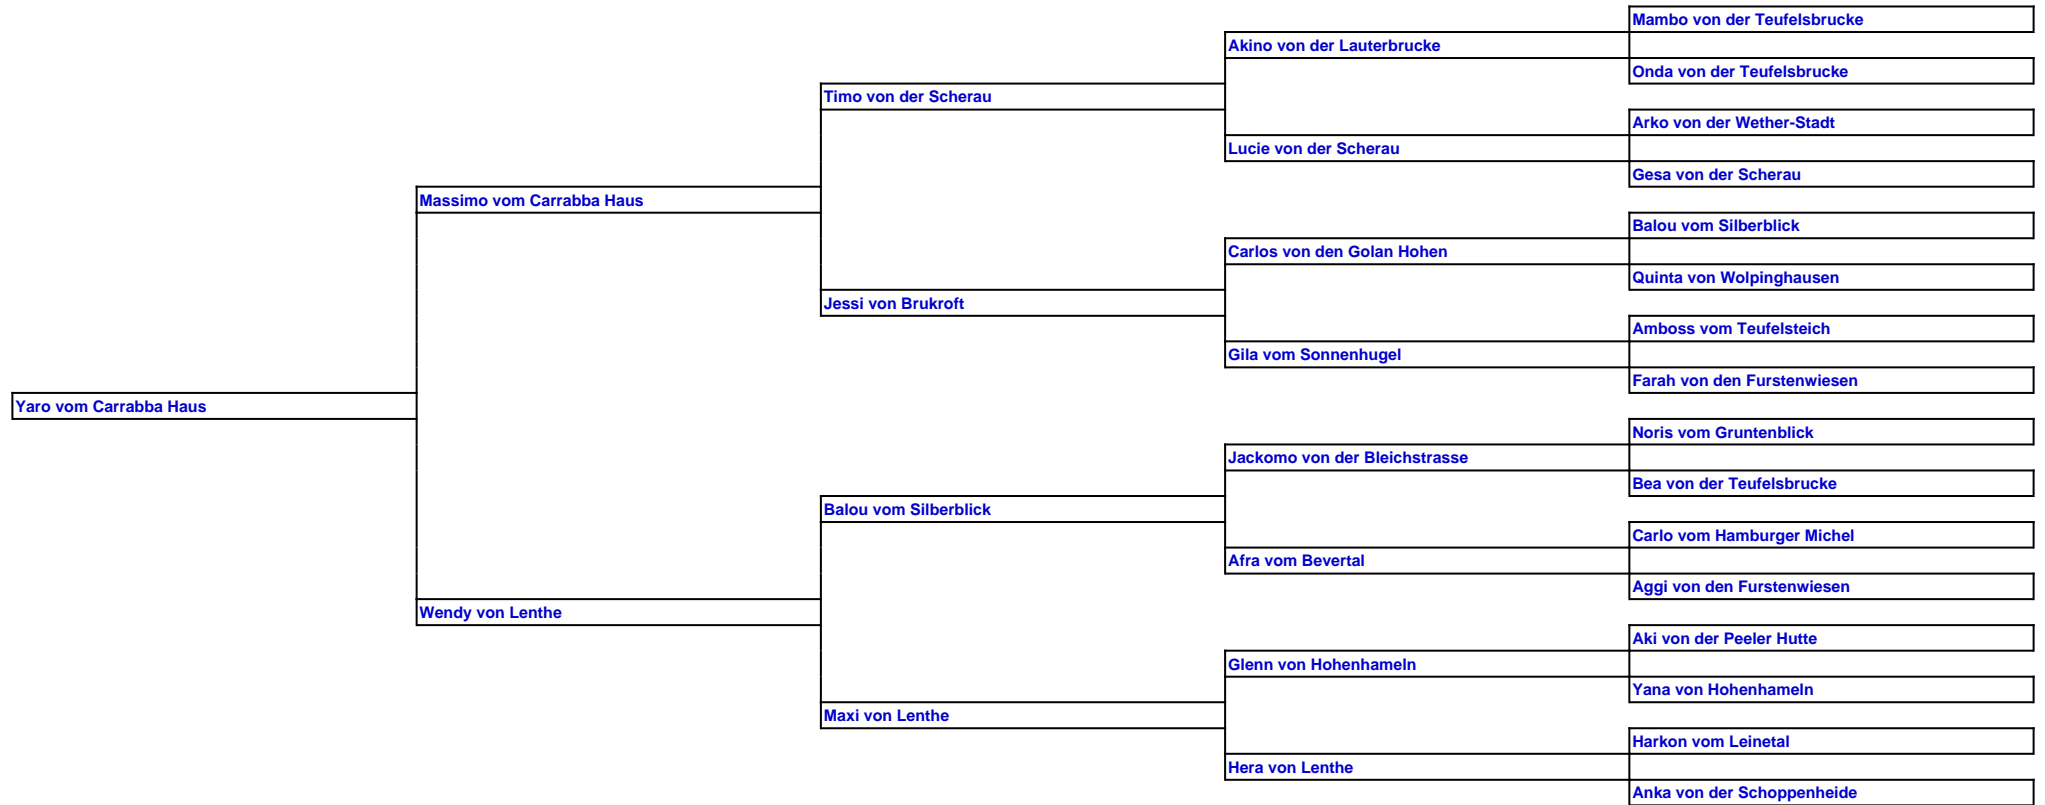 Mambo von der Teufelsbrucke
Akino von der Lauterbrucke
Onda von der Teufelsbrucke
Timo von der Scherau
Arko von der Wether-Stadt
Lucie von der Scherau
Gesa von der Scherau
Massimo vom Carrabba Haus
Balou vom Silberblick
Carlos von den Golan Hohen
Quinta von Wolpinghausen
Jessi von Brukroft
Amboss vom Teufelsteich
Gila vom Sonnenhugel
Farah von den Furstenwiesen
Yaro vom Carrabba Haus
Noris vom Gruntenblick
Jackomo von der Bleichstrasse
Bea von der Teufelsbrucke
Balou vom Silberblick
Carlo vom Hamburger Michel
Afra vom Bevertal
Aggi von den Furstenwiesen
Wendy von Lenthe
Aki von der Peeler Hutte
Glenn von Hohenhameln
Yana von Hohenhameln
Maxi von Lenthe
Harkon vom Leinetal
Hera von Lenthe
Anka von der Schoppenheide